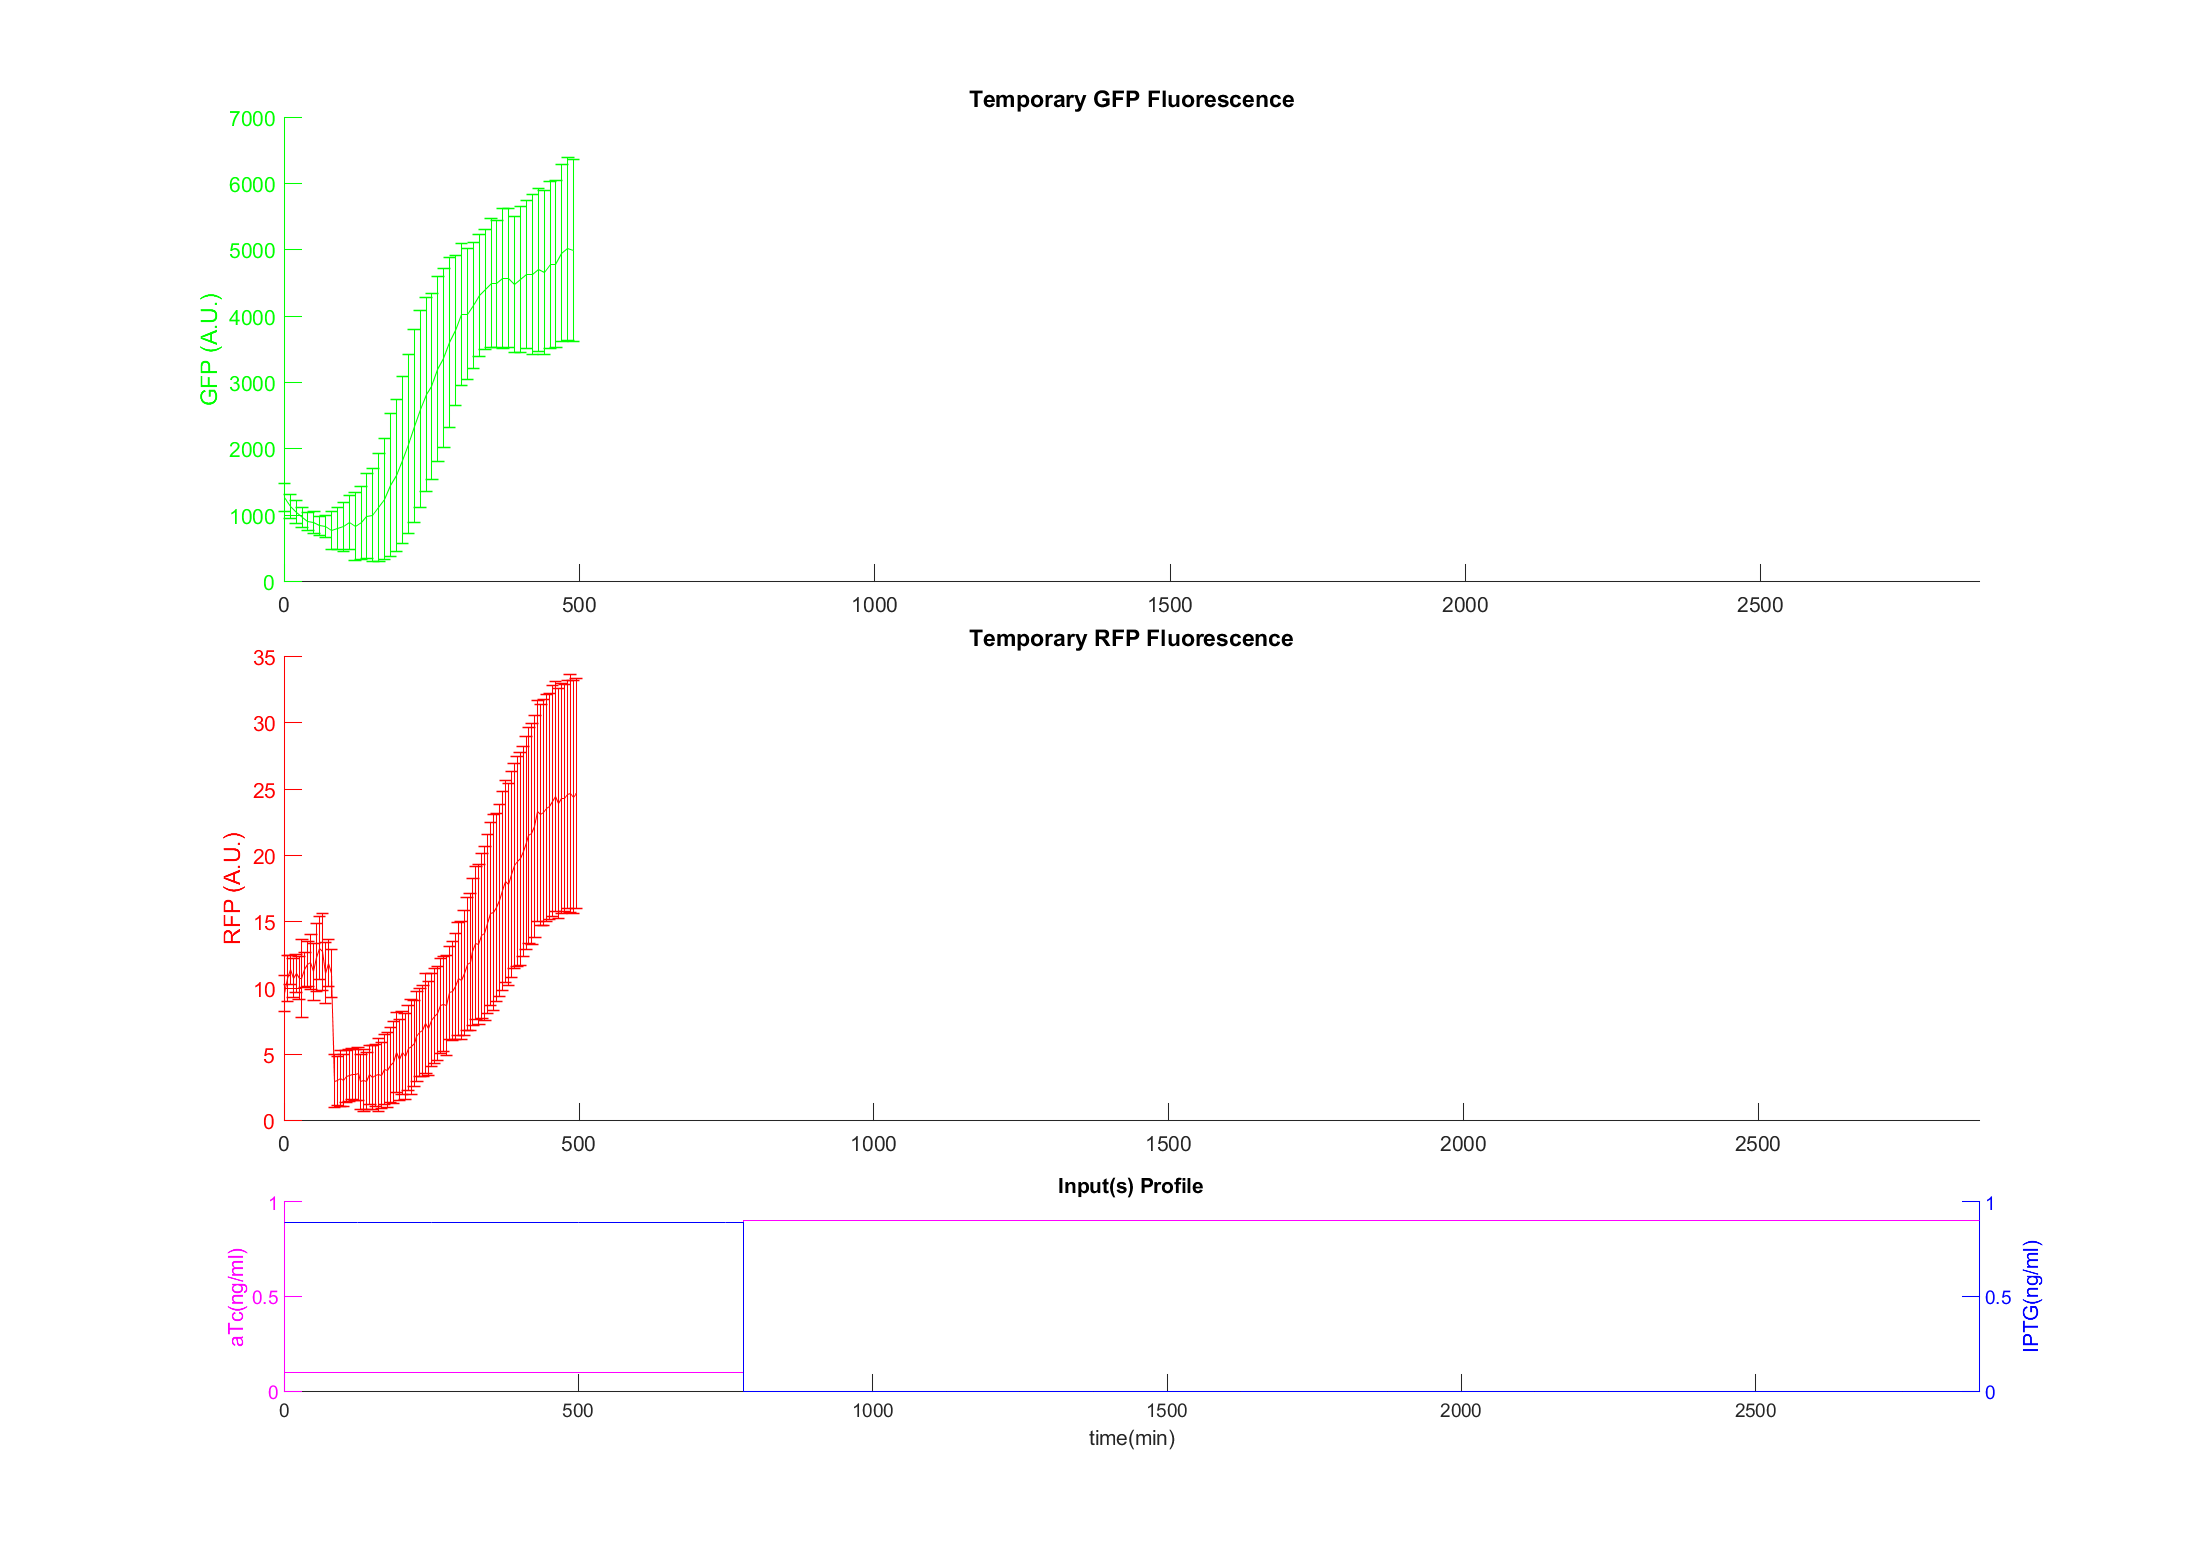 Temporary GFP Fluorescence
7000
6000
5000
4000
3000
2000
1000
0
GFP (A.U.)
0 500 1000 1500 2000 2500
Temporary RFP Fluorescence
35
30
25
20
15
10
5
0
RFP (A.U.)
0 500 1000 1500 2000 2500
Input(s) Profile
1
0.5
0
aTc(ng/ml)
1
0.5
0
IPTG(ng/ml)
0 500 1000 1500 2000 2500
time(min)